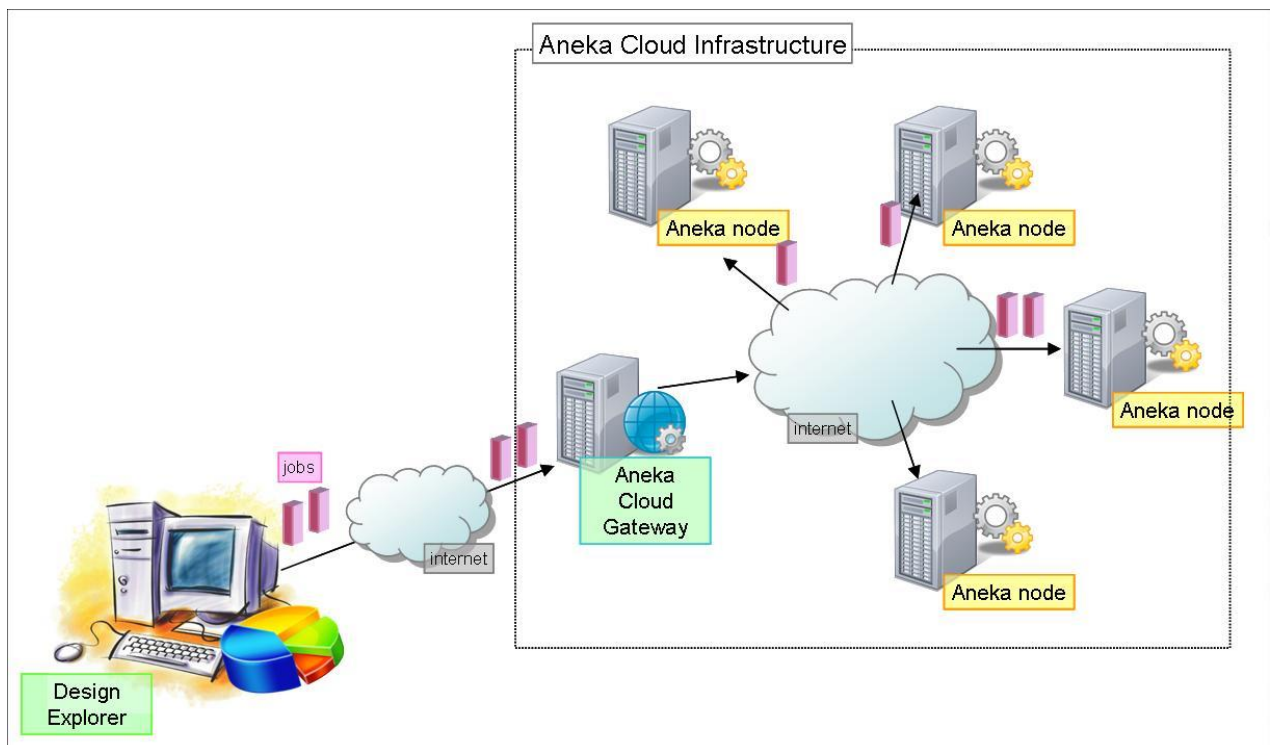 Aneka Cloud Infrastructure
Aneka node
Aneka node
Aneka node
internet
Aneka
Cloud
Gateway
jobs
internet
Aneka node
Design
Explorer